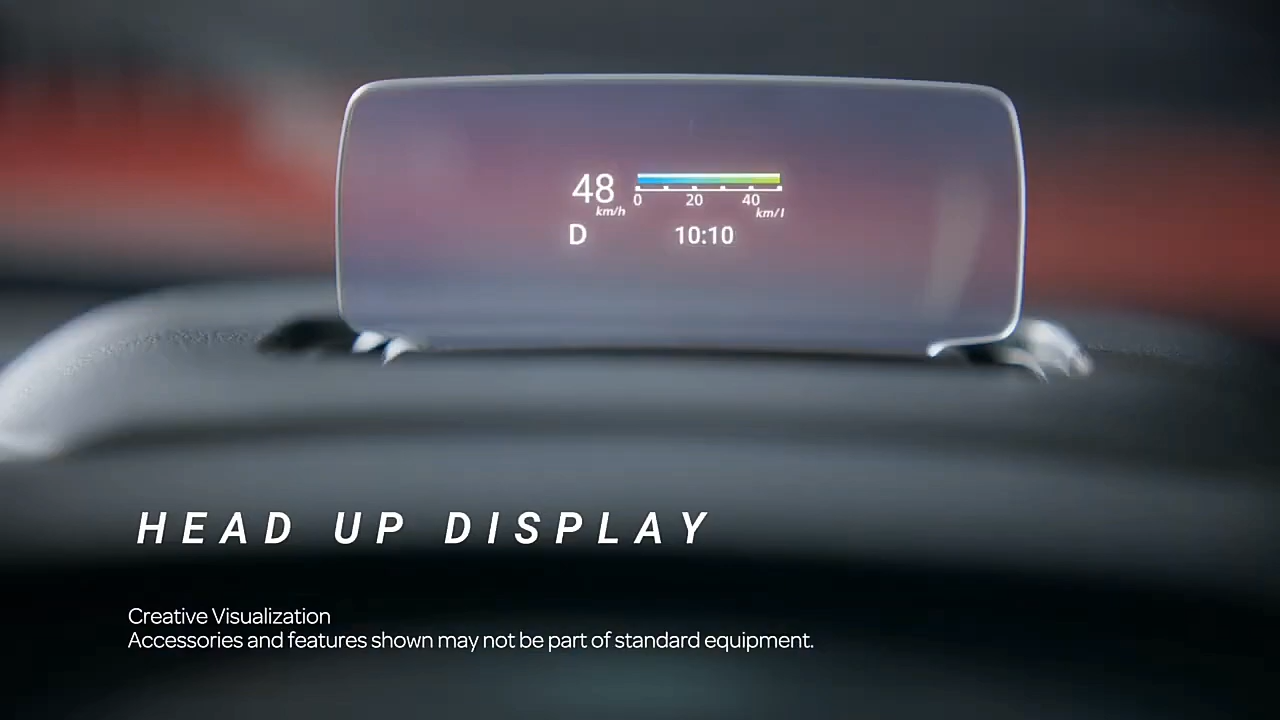 48 km/h
0 20 40 km/l
D 10:10
HEAD UP DISPLAY
Creative Visualization
Accessories and features shown may not be part of standard equipment.